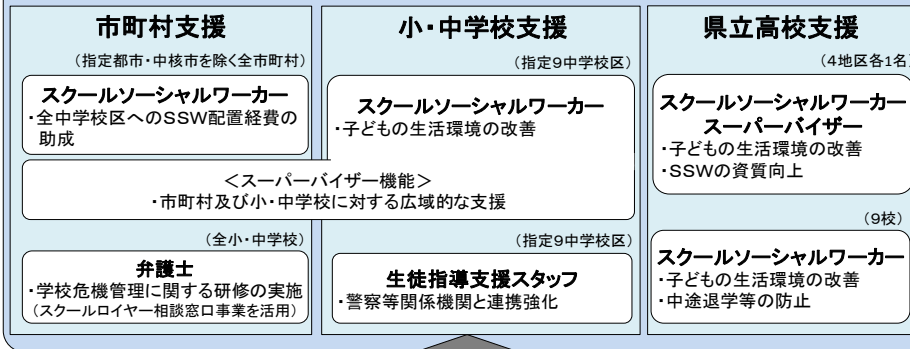 市町村支援
(指定都市・中核市を除く全市町村)
スクールソーシャルワーカー
・全中学校区へのSSW配置経費の
助成
小・中学校支援
(指定9中学校区)
スクールソーシャルワーカー
・子どもの生活環境の改善
<スーパーバイザー機能>
・市町村及び小・中学校に対する広域的な支援
(全小・中学校)
弁護士
・学校危機管理に関する研修の実施
(スクールロイヤー相談窓口事業を活用)
(指定9中学校区)
生徒指導支援スタッフ
・警察等関係機関と連携強化
県立高校支援
(4地区各1名)
スクールソーシャルワーカー
スーパーバイザー
・子どもの生活環境の改善
・SSWの資質向上
(9校)
スクールソーシャルワーカー
・子どもの生活環境の改善
・中途退学等の防止